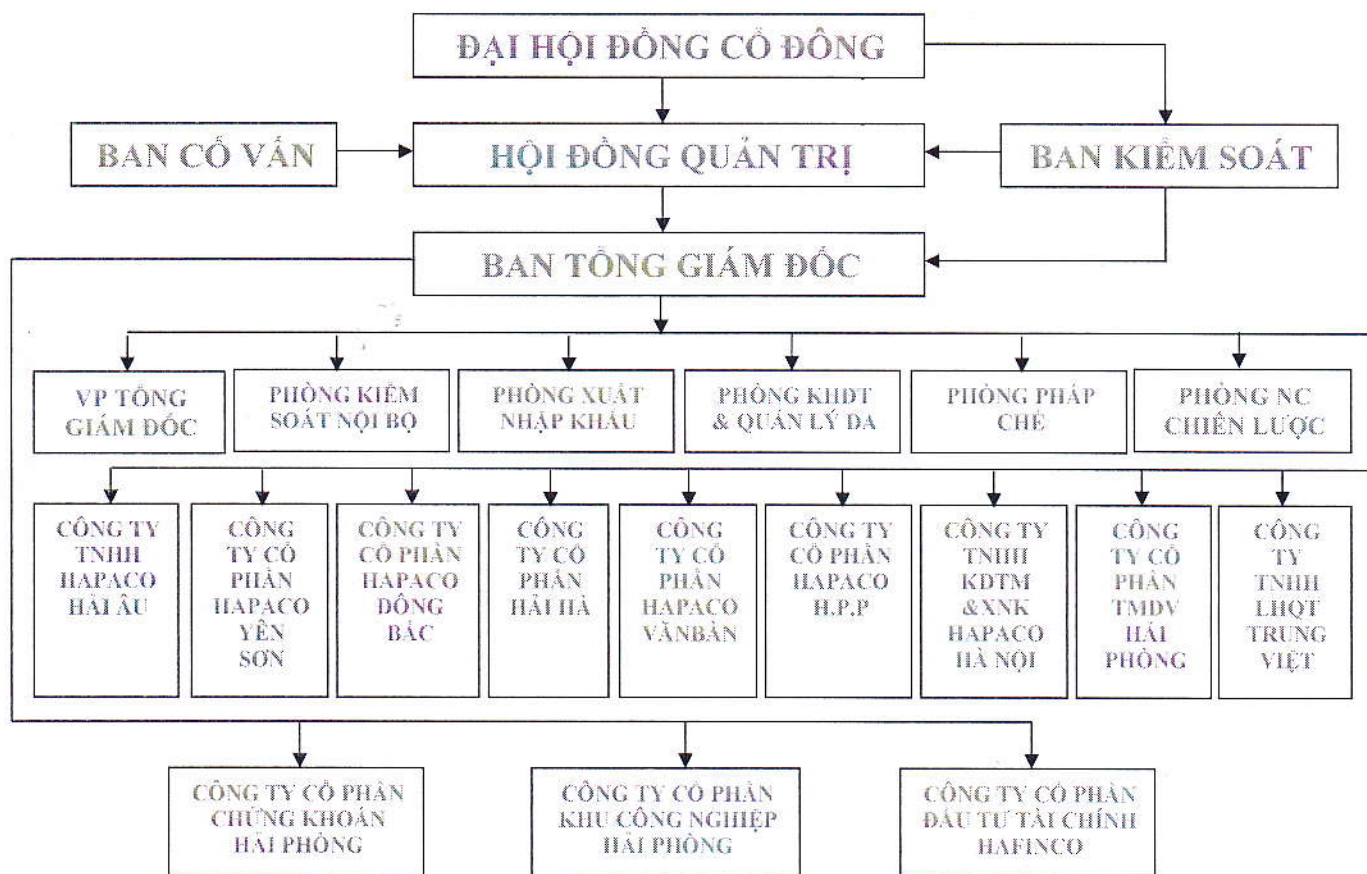 ĐẠI HỘI ĐỒNG CỔ ĐÔNG
BAN CỐ VẤN
HỘI ĐỒNG QUẢN TRỊ
BAN KIỂM SOÁT
BAN TỔNG GIÁM ĐỐC
VP TỔNG
GIÁM ĐỐC
PHÒNG KIỂM
SOÁT NỘI BỘ
PHÒNG XUẤT
NHẬP KHẨU
PHÒNG KHĐT
& QUẢN LÝ DA
PHÒNG PHÁP
CHẾ
PHÒNG NC
CHIẾN LƯỢC
CÔNG TY
TNHH
HAPACO
HẢI ÂU
CÔNG
TY CỔ
PHẦN
HAPACO
YÊN
SƠN
CÔNG TY
CỔ PHẦN
HAPACO
ĐÔNG
BẮC
CÔNG
TY CỔ
PHẦN
HẢI HÀ
CÔNG
TY CỔ
PHẦN
HAPACO
VĂNBÀN
CÔNG TY
CỔ PHẦN
HAPACO
H.P.P
CÔNG TY
TNHH
KDTM
&XNK
HAPACO
HÀ NỘI
CÔNG
TY CỔ
PHẦN
TMDV
HẢI
PHÒNG
CÔNG
TY
TNHH
LHQT
TRUNG
VIỆT
CÔNG TY CỔ PHẦN
CHỨNG KHOÁN
HẢI PHÒNG
CÔNG TY CỔ PHẦN
KHU CÔNG NGHIỆP
HẢI PHÒNG
CÔNG TY CỔ PHẦN
ĐẦU TƯ TÀI CHÍNH
HAFINCO